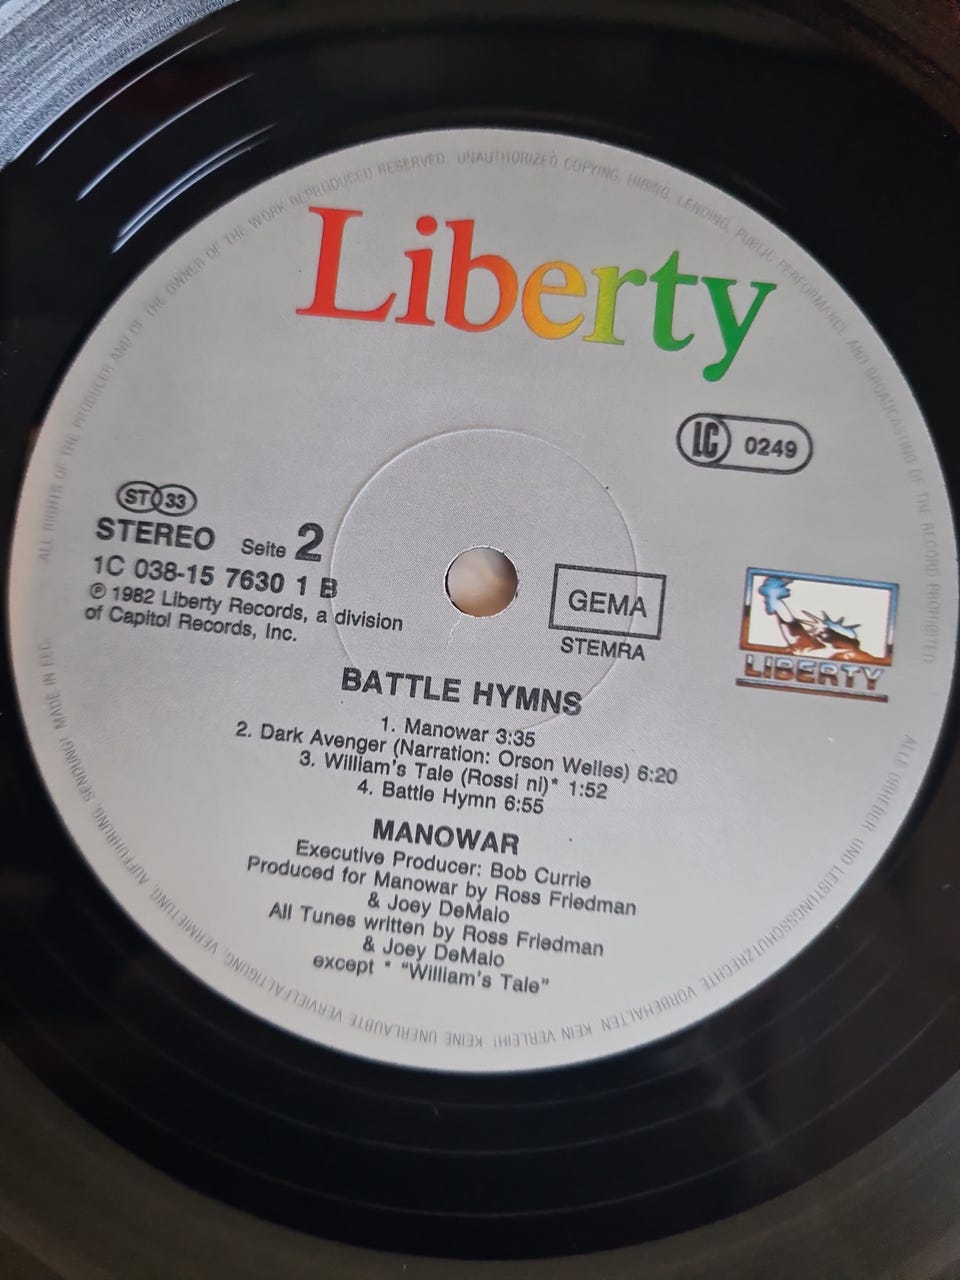 ALL RIGHTS OF THE PRODUCER AND OF THE OWNER OF THE WORK REPRODUCED RESERVED. UNAUTHORIZED COPYING, HIRING, LENDING, PUBLIC PERFORMANCE AND BROADCASTING OF THE RECORD PROHIBITED
Liberty
LC 0249
ST 33
STEREO Seite 2
1C 038-15 7630 1 B
℗ 1982 Liberty Records, a division
of Capitol Records, Inc.
GEMA
STEMRA
LIBERTY
BATTLE HYMNS
1. Manowar 3:35
2. Dark Avenger (Narration: Orson Welles) 6:20
3. William's Tale (Rossi ni)* 1:52
4. Battle Hymn 6:55
MANOWAR
Executive Producer: Bob Currie
Produced for Manowar by Ross Friedman
& Joey DeMaio
All Tunes written by Ross Friedman
& Joey DeMaio
except * "William's Tale"
ALLE URHEBER- UND LEISTUNGSSCHUTZRECHTE VORBEHALTEN KEIN VERLEIH! KEINE UNERLAUBTE VERVIELFÄLTIGUNG, VERMIETUNG, AUFFÜHRUNG, SENDUNG! MADE IN EEC